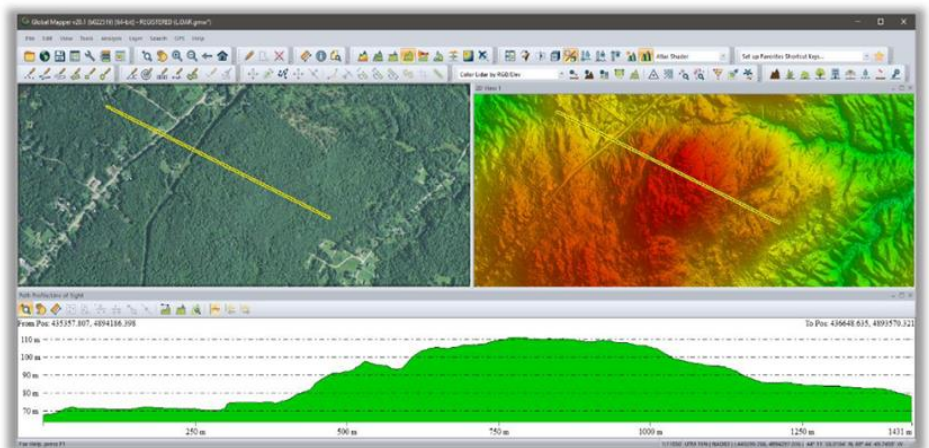 Global Mapper v20.1 (b022519) [64-bit] - REGISTERED (LIDAR.gmw*)
File Edit View Tools Analysis Layer Search GPS Help
Atlas Shader
Set up Favorites Shortcut Keys...
Color Lidar by RGB/Elev
2D View 1
Path Profile/Line of Sight
From Pos: 435357.807, 4894186.398
To Pos: 436648.635, 4893570.321
110 m
100 m
90 m
80 m
70 m
250 m
500 m
750 m
1000 m
1250 m
1431 m
For Help, press F1